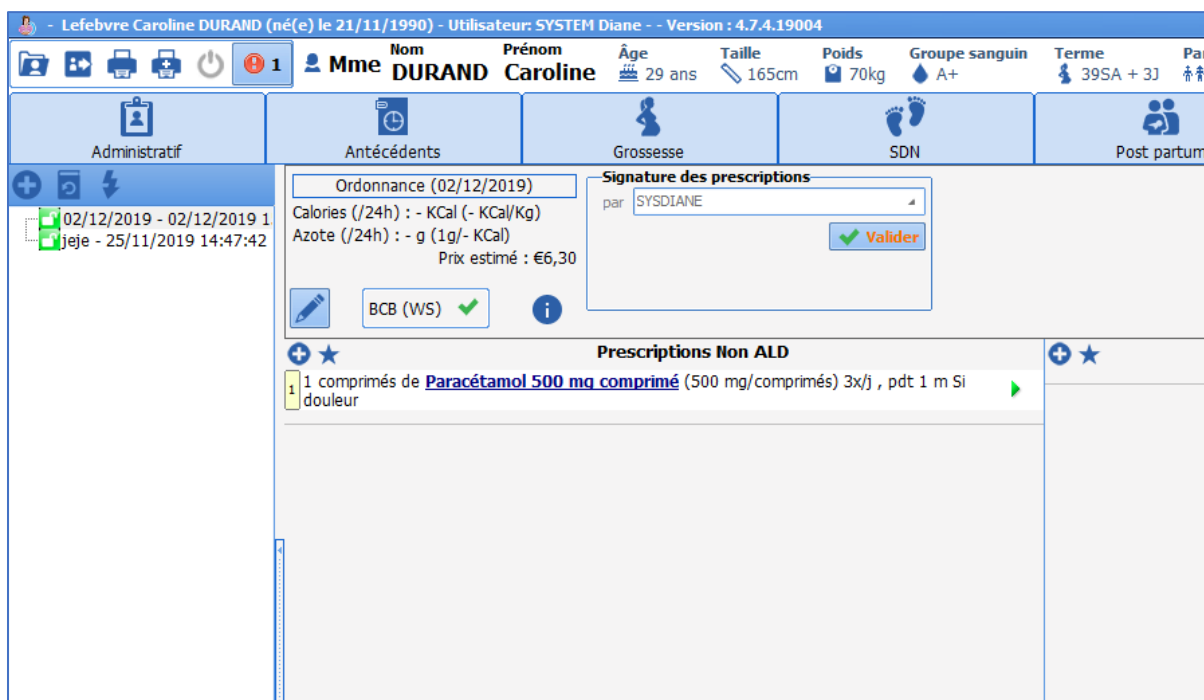 - Lefebvre Caroline DURAND (né(e) le 21/11/1990) - Utilisateur: SYSTEM Diane - - Version : 4.7.4.19004
1
Mme
Nom
DURAND
Prénom
Caroline
Âge
29 ans
Taille
165cm
Poids
70kg
Groupe sanguin
A+
Terme
39SA + 3J
Administratif
Antécédents
Grossesse
SDN
Post partum
02/12/2019 - 02/12/2019 1
jeje - 25/11/2019 14:47:42
Ordonnance (02/12/2019)
Calories (/24h) : - KCal (- KCal/Kg)
Azote (/24h) : - g (1g/- KCal)
Prix estimé : €6,30
BCB (WS)
Signature des prescriptions
par SYSDIANE
Valider
Prescriptions Non ALD
1
1 comprimés de Paracétamol 500 mg comprimé (500 mg/comprimés) 3x/j , pdt 1 m Si
douleur